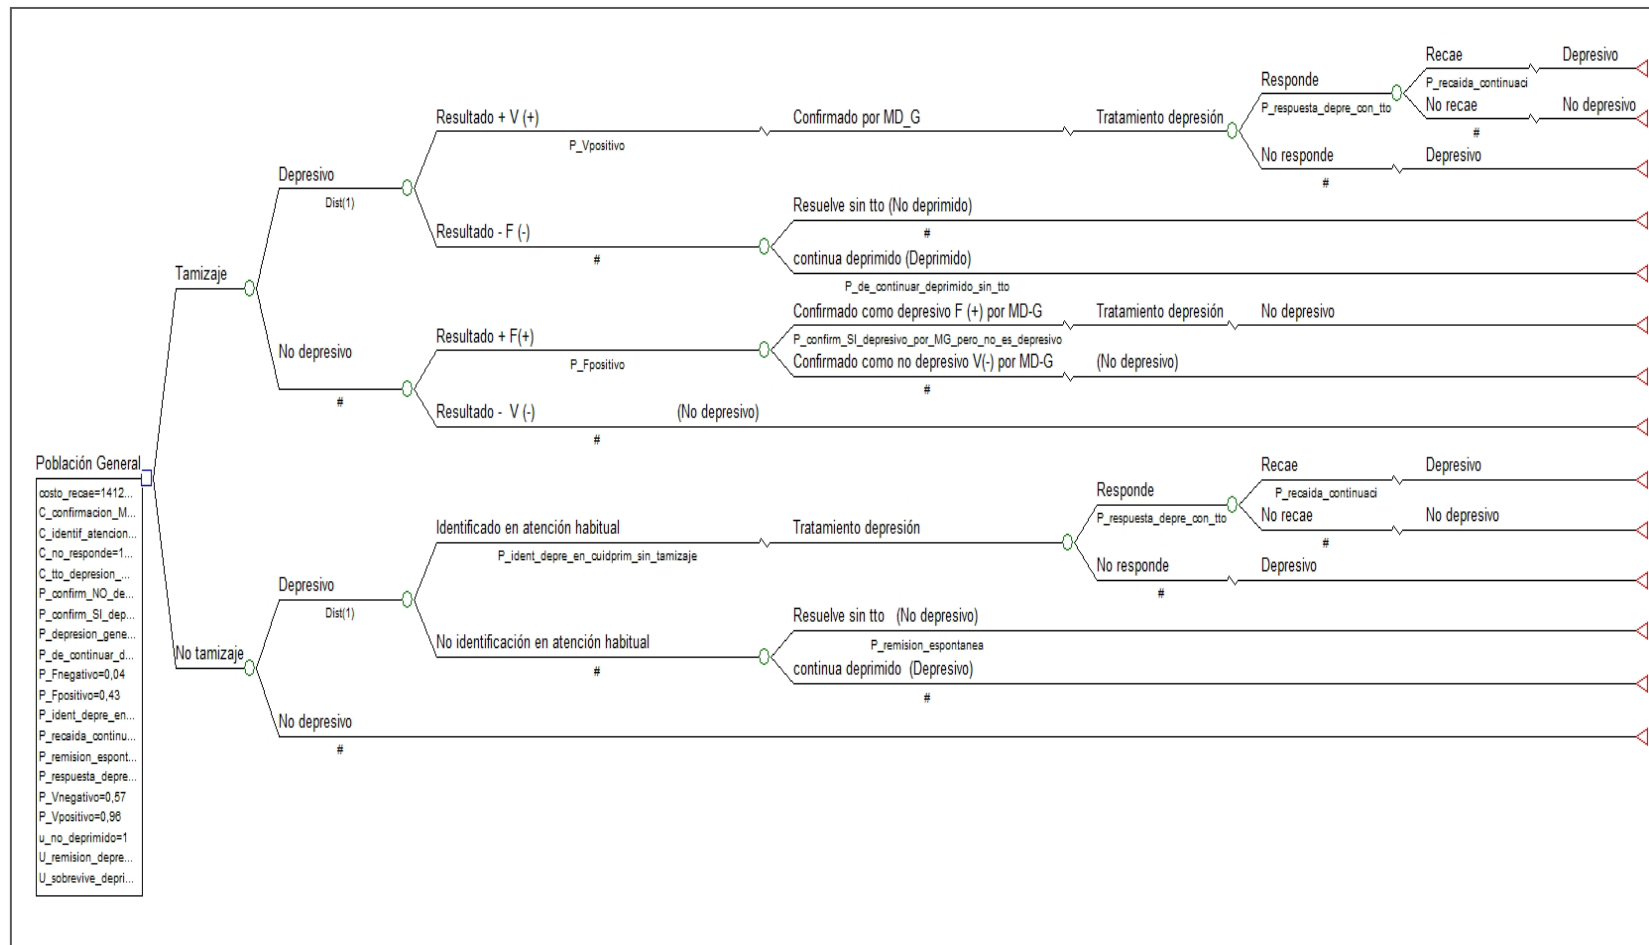 Recae
Depresivo
P_recaida_continuaci
Responde
P_respuesta_depre_con_tto
No recae
No depresivo
#
Resultado + V (+)
Confirmado por MD_G
Tratamiento depresión
P_Vpositivo
No responde
Depresivo
#
Depresivo
Dist(1)
Resuelve sin tto (No deprimido)
#
Resultado - F (-)
#
continua deprimido (Deprimido)
P_de_continuar_deprimido_sin_tto
Tamizaje
Confirmado como depresivo F (+) por MD-G
Tratamiento depresión
No depresivo
P_confirm_SI_depresivo_por_MG_pero_no_es_depresivo
Resultado + F(+)
P_Fpositivo
No depresivo
#
Confirmado como no depresivo V(-) por MD-G
(No depresivo)
#
Resultado - V (-)
(No depresivo)
#
Población General
costo_recae=1412...
C_confirmacion_M...
C_identif_atencion...
C_no_responde=1...
C_tto_depresion_...
P_confirm_NO_de...
P_confirm_SI_dep...
P_depresion_gene...
P_de_continuar_d...
P_Fnegativo=0,04
P_Fpositivo=0,43
P_ident_depre_en...
P_recaida_continu...
P_remision_espont...
P_respuesta_depre...
P_Vnegativo=0,57
P_Vpositivo=0,96
u_no_deprimido=1
U_remision_depre...
U_sobrevive_depri...
Recae
Depresivo
P_recaida_continuaci
Responde
P_respuesta_depre_con_tto
No recae
No depresivo
#
Identificado en atención habitual
Tratamiento depresión
P_ident_depre_en_cuidprim_sin_tamizaje
No responde
Depresivo
#
Depresivo
Dist(1)
Resuelve sin tto (No depresivo)
P_remision_espontanea
No identificación en atención habitual
#
continua deprimido (Depresivo)
#
No tamizaje
No depresivo
#